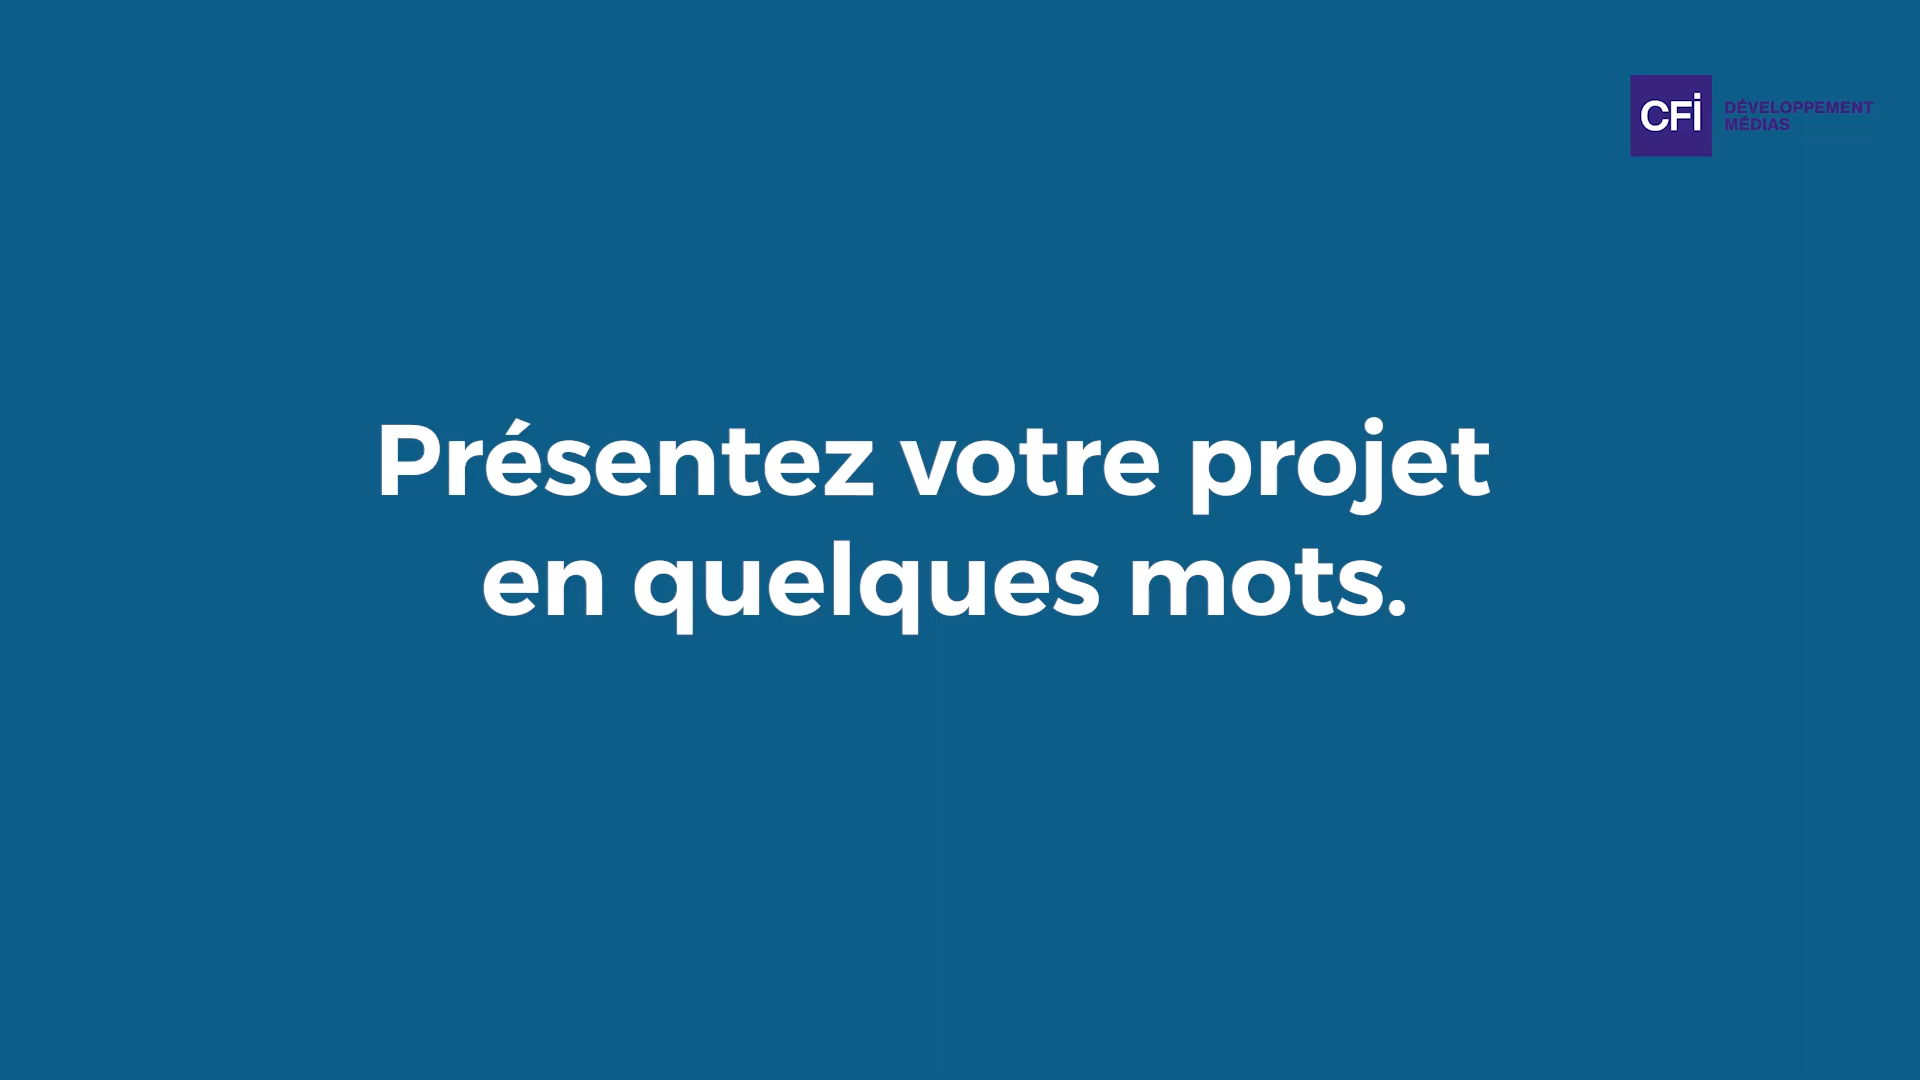 CFI DÉVELOPPEMENT
MÉDIAS
Présentez votre projet
en quelques mots.